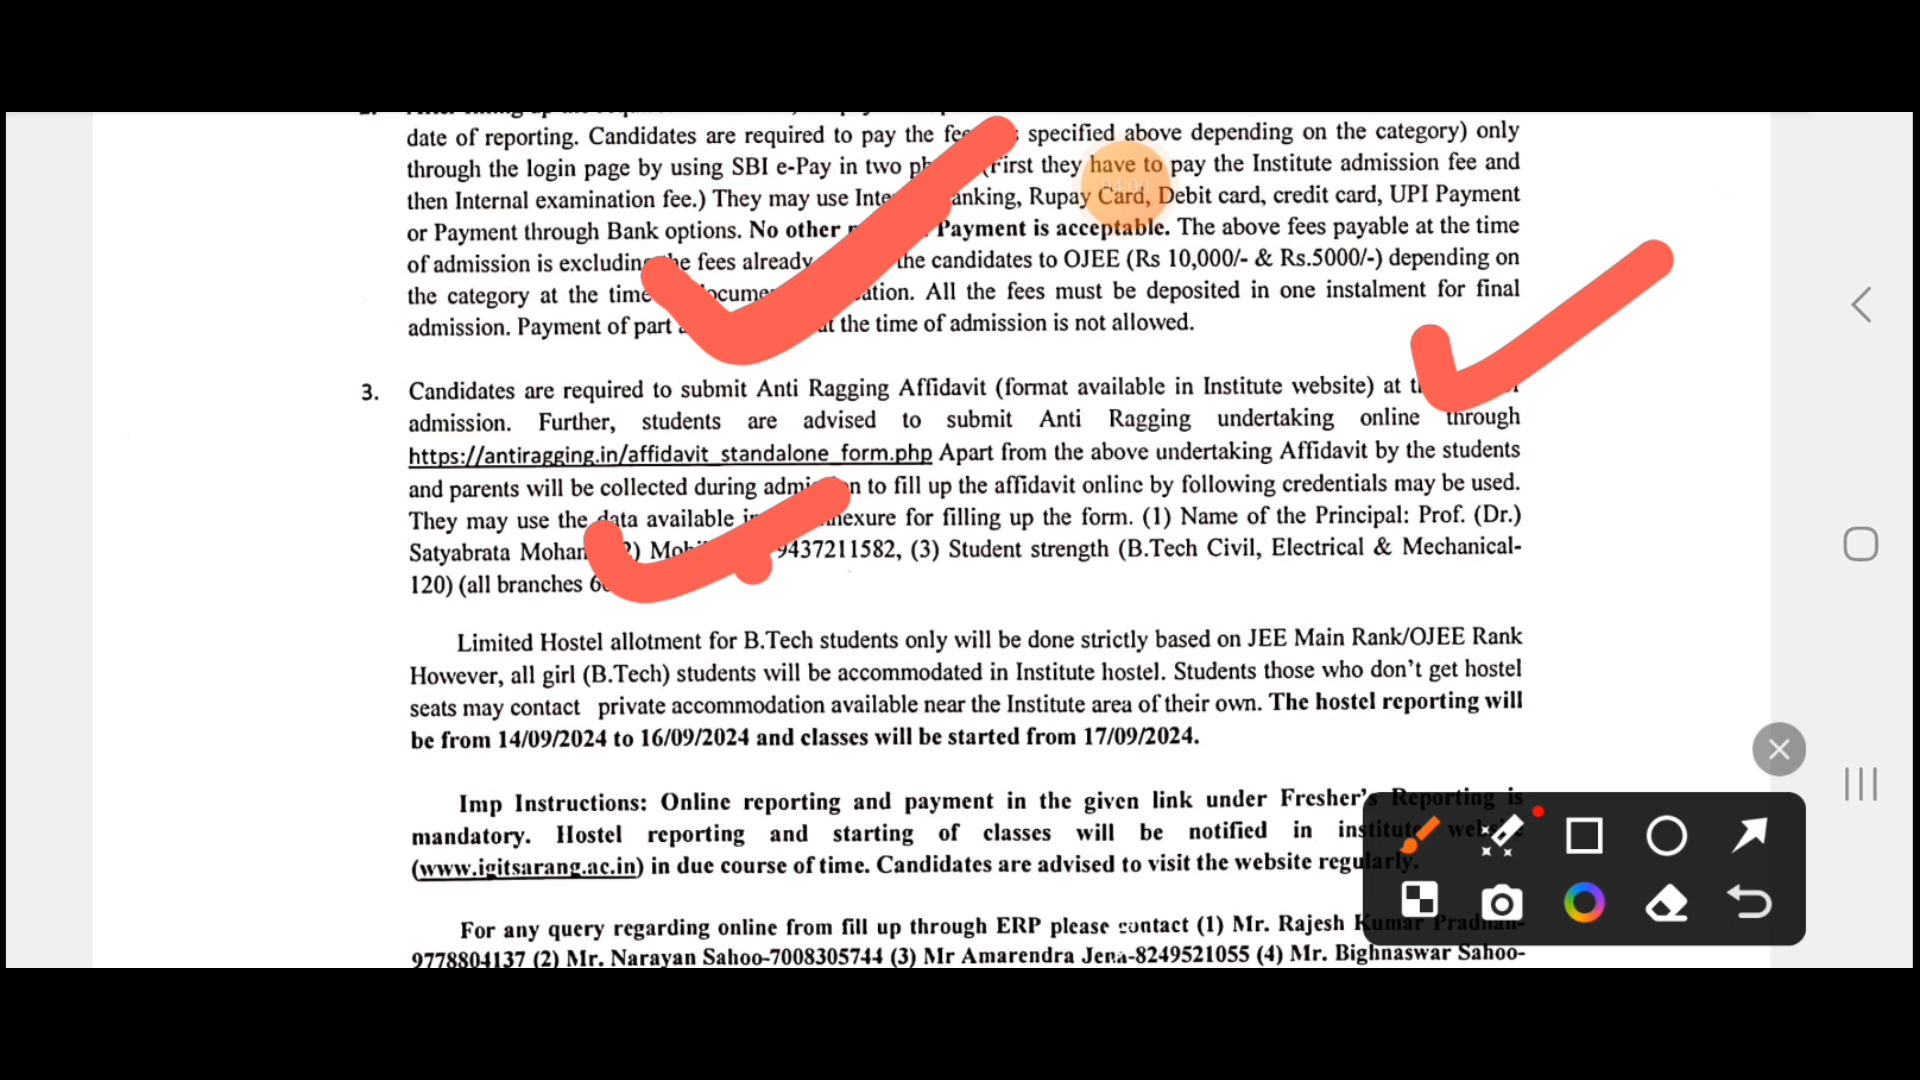 date of reporting. Candidates are required to pay the specified above depending on the category) only
through the login page by using SBI e-Pay in two they have to pay the Institute admission fee and
then Internal examination fee.) They may use Rupay Card, Debit card, credit card, UPI Payment
or Payment through Bank options. No other Payment is acceptable. The above fees payable at the time
of admission is fees already the candidates to OJEE (Rs 10,000/- & Rs.5000/-) depending on
the category at the time All the fees must be deposited in one instalment for final
admission. Payment of part the time of admission is not allowed.
3. Candidates are required to submit Anti Ragging Affidavit (format available in Institute website) at
admission. Further, students are advised to submit Anti Ragging undertaking online through
https://antiragging.in/affidavit_standalone_form.php Apart from the above undertaking Affidavit by the students
and parents will be collected during to fill up the affidavit online by following credentials may be used.
They may use the data available for filling up the form. (1) Name of the Principal: Prof. (Dr.)
Satyabrata 9437211582, (3) Student strength (B.Tech Civil, Electrical & Mechanical-
120) (all branches
Limited Hostel allotment for B.Tech students only will be done strictly based on JEE Main Rank/OJEE Rank
However, all girl (B.Tech) students will be accommodated in Institute hostel. Students those who don't get hostel
seats may contact private accommodation available near the Institute area of their own. The hostel reporting will
be from 14/09/2024 to 16/09/2024 and classes will be started from 17/09/2024.
Imp Instructions: Online reporting and payment in the given link under Fresher's Reporting is
mandatory. Hostel reporting and starting of classes will be notified in institute
(www.igitsarang.ac.in) in due course of time. Candidates are advised to visit the website regularly.
For any query regarding online from fill up through ERP please contact (1) Mr. Rajesh Kumar Pradhan-
9778804137 (2) Mr. Narayan Sahoo-7008305744 (3) Mr Amarendra Jena-8249521055 (4) Mr. Bighnaswar Sahoo-